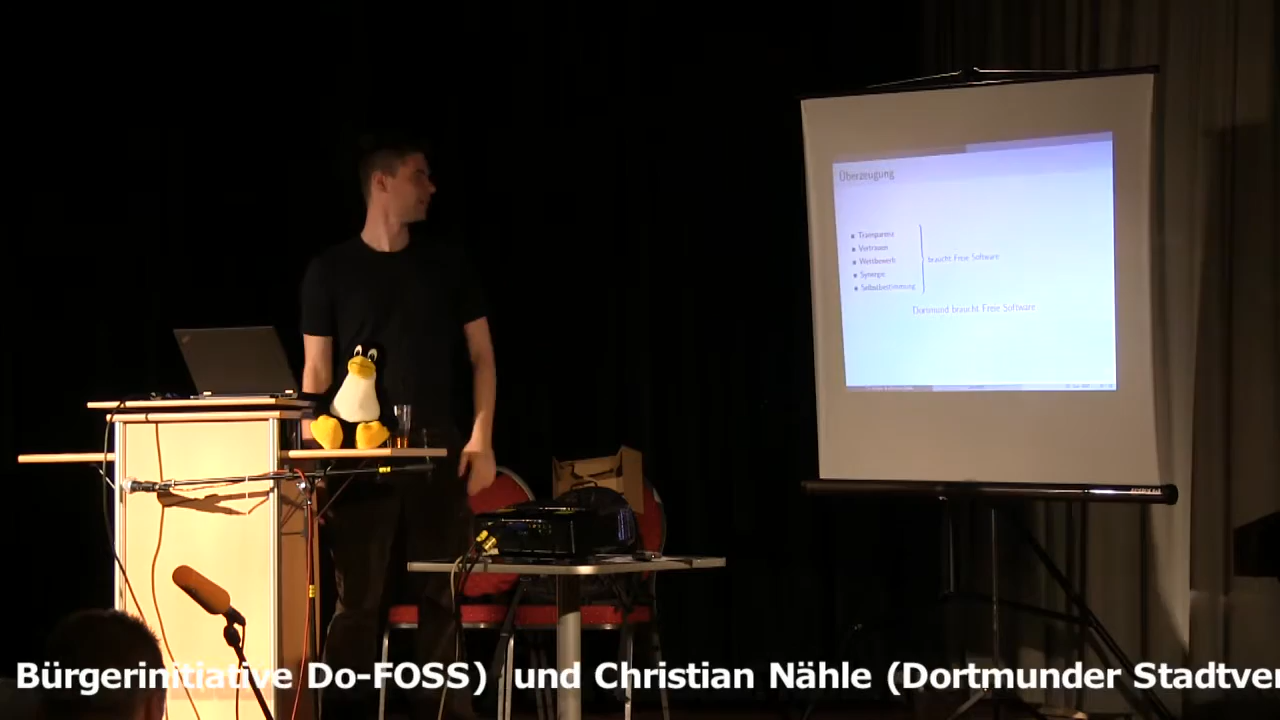 Überzeugung
Transparenz
Vertrauen
Wettbewerb
Synergie
Selbstbestimmung
braucht Freie Software
Dortmund braucht Freie Software
Bürgerinitiative Do-FOSS)  und Christian Nähle (Dortmunder Stadtver